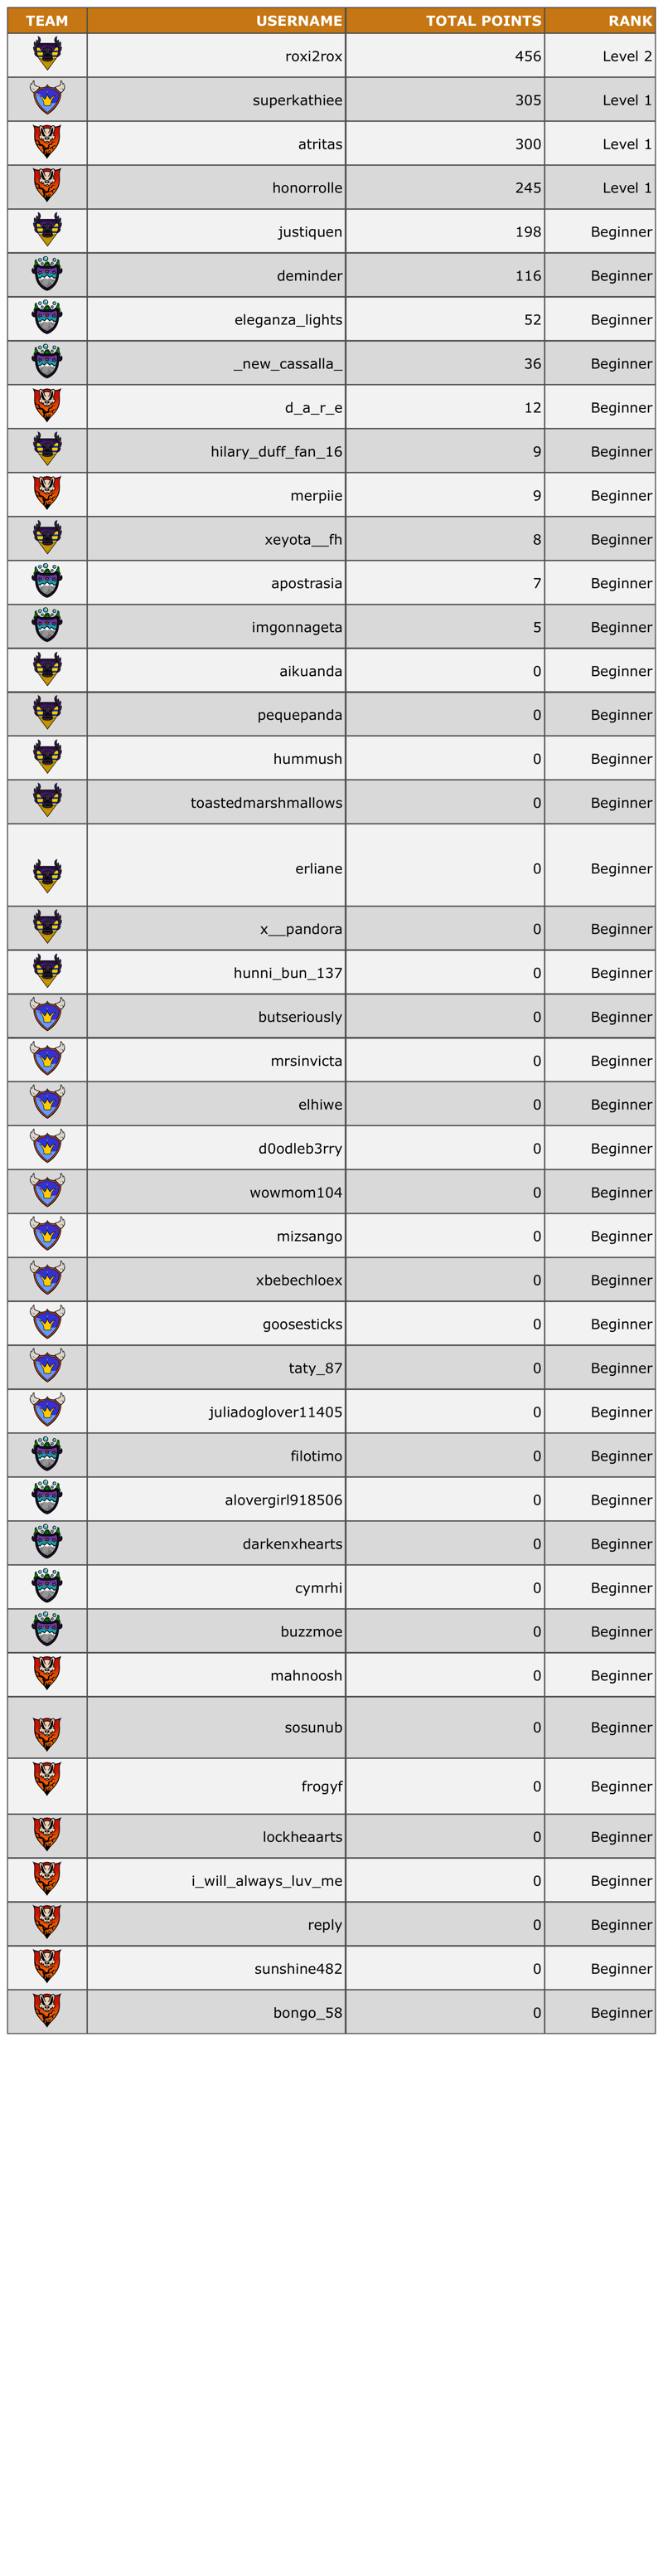 TEAM USERNAME TOTAL POINTS RANK
roxi2rox 456 Level 2
superkathiee 305 Level 1
atritas 300 Level 1
honorrolle 245 Level 1
justiquen 198 Beginner
deminder 116 Beginner
eleganza_lights 52 Beginner
_new_cassalla_ 36 Beginner
d_a_r_e 12 Beginner
hilary_duff_fan_16 9 Beginner
merpiie 9 Beginner
xeyota__fh 8 Beginner
apostrasia 7 Beginner
imgonnageta 5 Beginner
aikuanda 0 Beginner
pequepanda 0 Beginner
hummush 0 Beginner
toastedmarshmallows 0 Beginner
erliane 0 Beginner
x__pandora 0 Beginner
hunni_bun_137 0 Beginner
butseriously 0 Beginner
mrsinvicta 0 Beginner
elhiwe 0 Beginner
d0odleb3rry 0 Beginner
wowmom104 0 Beginner
mizsango 0 Beginner
xbebechloex 0 Beginner
goosesticks 0 Beginner
taty_87 0 Beginner
juliadoglover11405 0 Beginner
filotimo 0 Beginner
alovergirl918506 0 Beginner
darkenxhearts 0 Beginner
cymrhi 0 Beginner
buzzmoe 0 Beginner
mahnoosh 0 Beginner
sosunub 0 Beginner
frogyf 0 Beginner
lockheaarts 0 Beginner
i_will_always_luv_me 0 Beginner
reply 0 Beginner
sunshine482 0 Beginner
bongo_58 0 Beginner